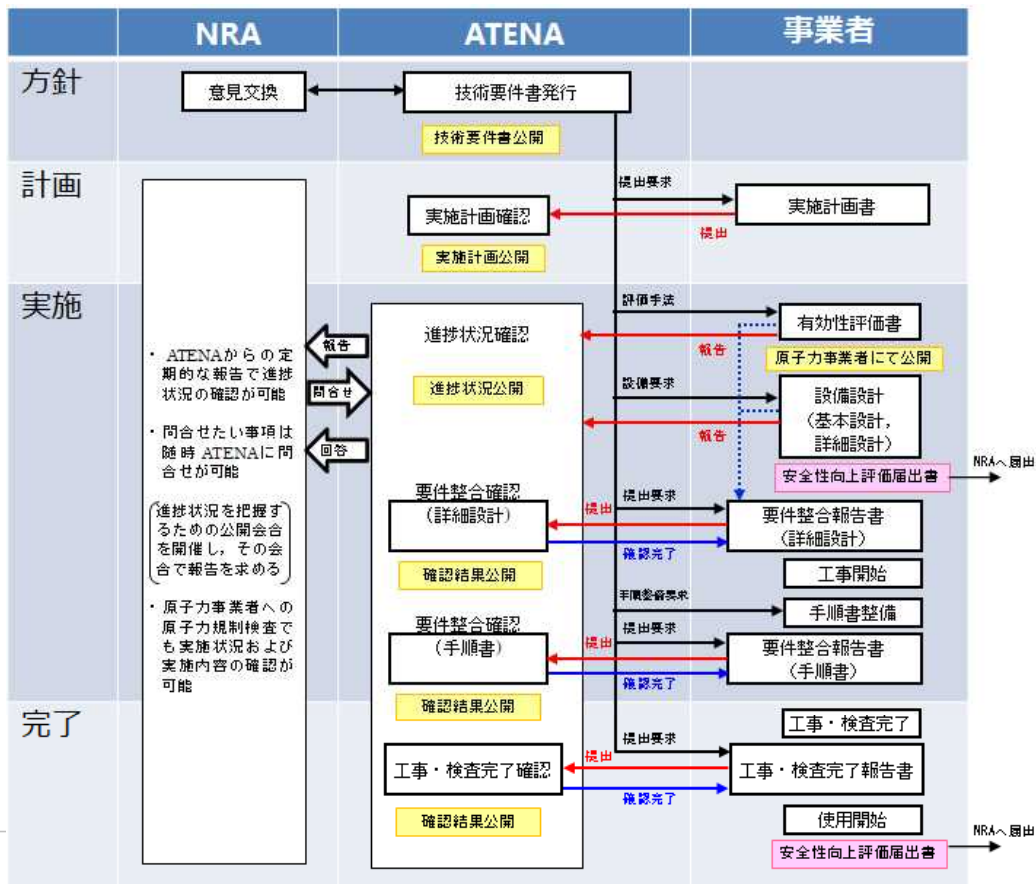 NRA
ATENA
事業者
方針
意見交換
技術要件書発行
技術要件書公開
計画
提出要求
実施計画書
実施計画確認
提出
実施計画公開
実施
評価手法
有効性評価書
進捗状況確認
報告
報告
原子力事業者にて公開
・ ATENAからの定
期的な報告で進捗
状況の確認が可能
進捗状況公開
問合せ
設備要求
設備設計
(基本設計,
詳細設計)
報告
・ 問合せたい事項は
随時 ATENAに問
合せが可能
回答
安全性向上評価届出書
NRAへ届出
進捗状況を把握す
るための公開会合
を開催し，その会
合で報告を求める
要件整合確認
(詳細設計)
提出要求
提出
要件整合報告書
(詳細設計)
確認完了
確認結果公開
工事開始
・ 原子力事業者への
原子力規制検査で
も実施状況および
実施内容の確認が
可能
手順整備要求
手順書整備
要件整合確認
(手順書)
提出要求
提出
要件整合報告書
(手順書)
確認完了
確認結果公開
完了
工事・検査完了
提出要求
提出
工事・検査完了確認
工事・検査完了報告書
確認完了
確認結果公開
使用開始
安全性向上評価届出書
NRAへ届出